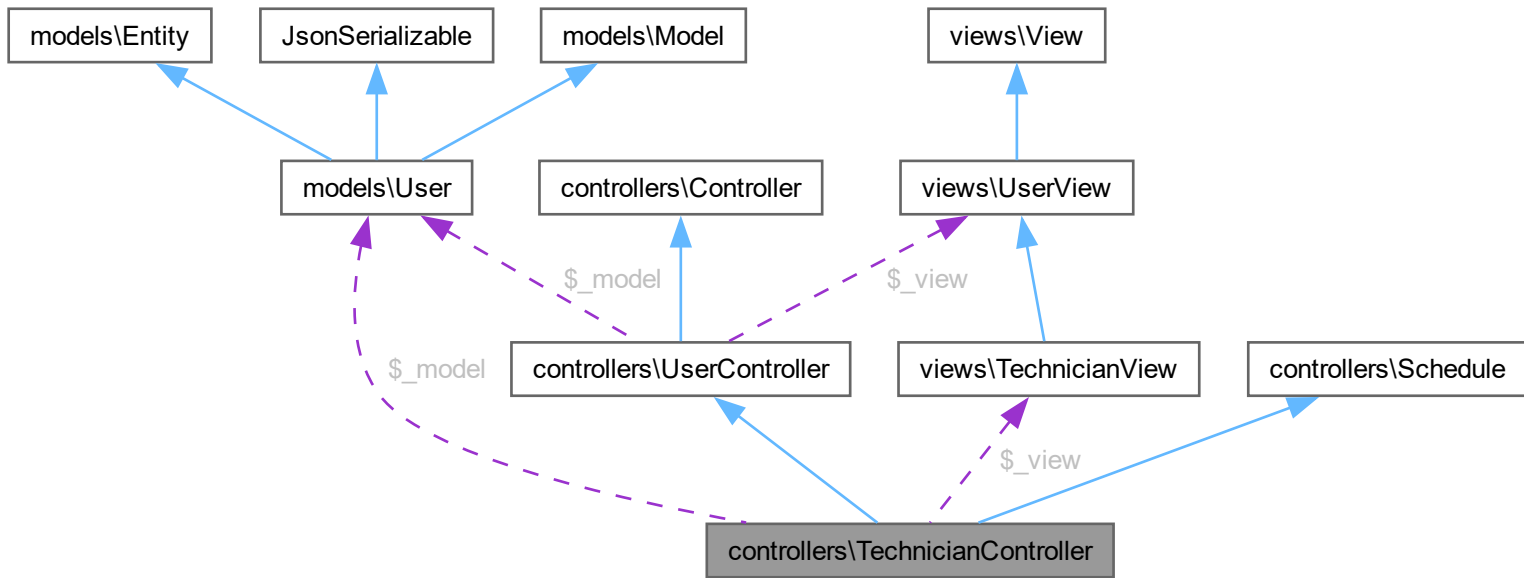 models\Entity
JsonSerializable
models\Model
views\View
models\User
controllers\Controller
views\UserView
$_model
$_view
controllers\UserController
views\TechnicianView
controllers\Schedule
$_model
$_view
controllers\TechnicianController